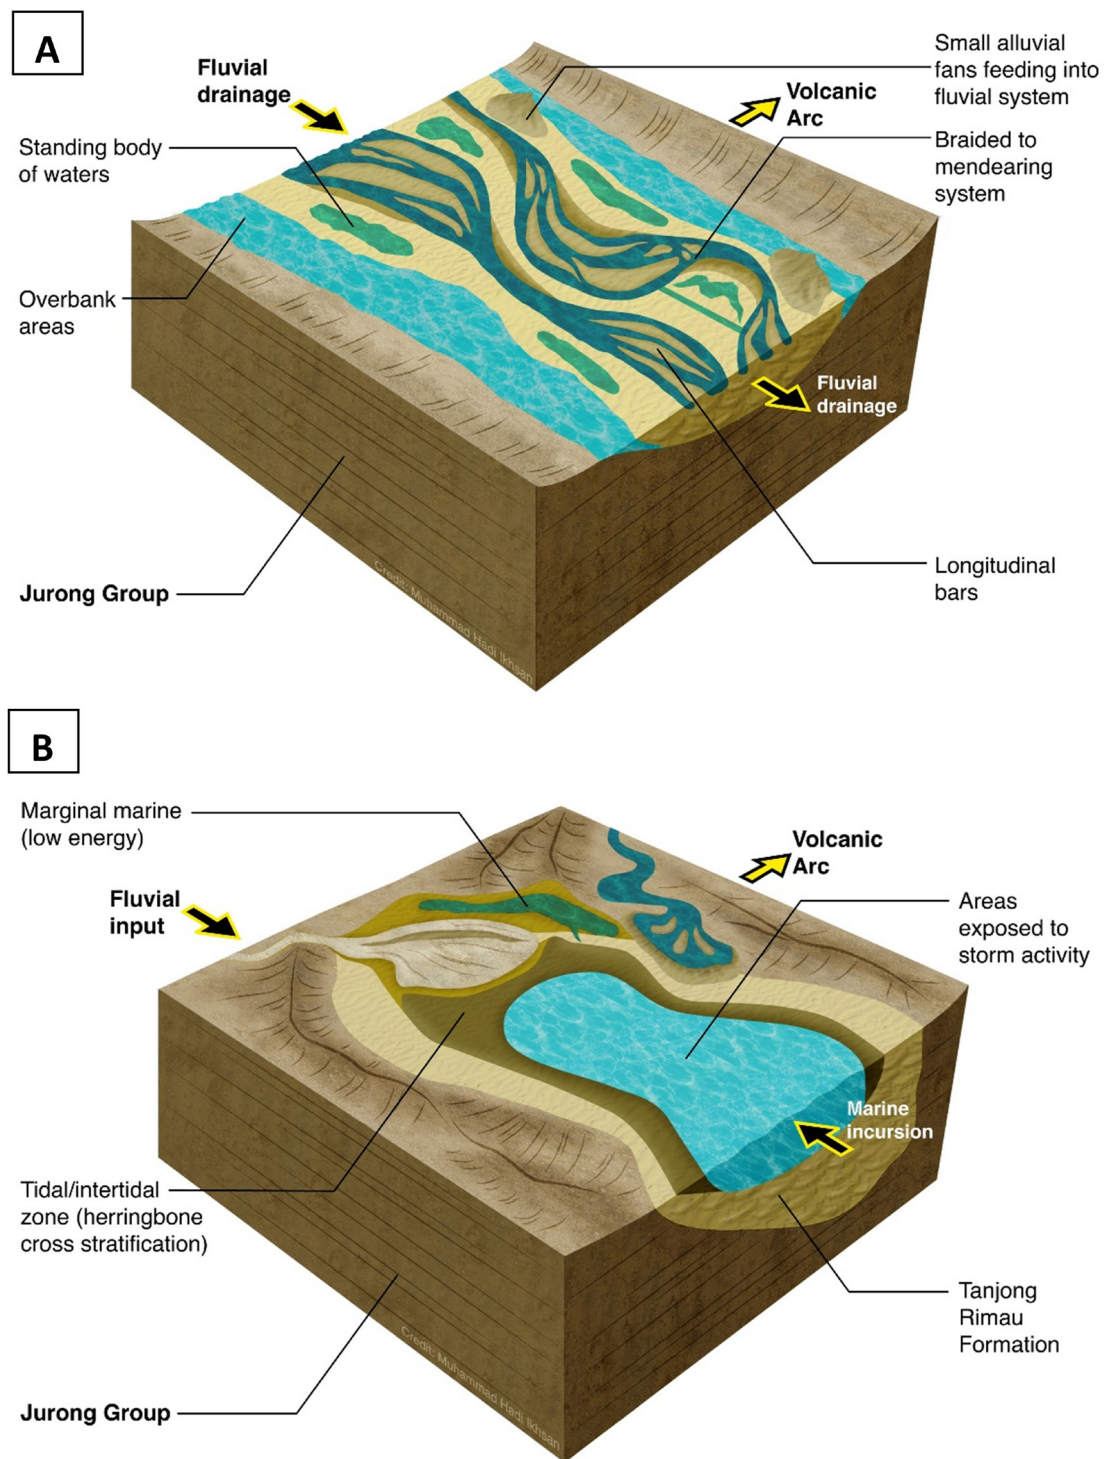 A
Fluvial
drainage
Small alluvial
fans feeding into
fluvial system
Volcanic
Arc
Standing body
of waters
Braided to
mendearing
system
Overbank
areas
Fluvial
drainage
Longitudinal
bars
Jurong Group
Credit: Muhammad Hadi Ikhsan
B
Marginal marine
(low energy)
Volcanic
Arc
Fluvial
input
Areas
exposed to
storm activity
Marine
incursion
Tidal/intertidal
zone (herringbone
cross stratification)
Tanjong
Rimau
Formation
Jurong Group
Credit: Muhammad Hadi Ikhsan